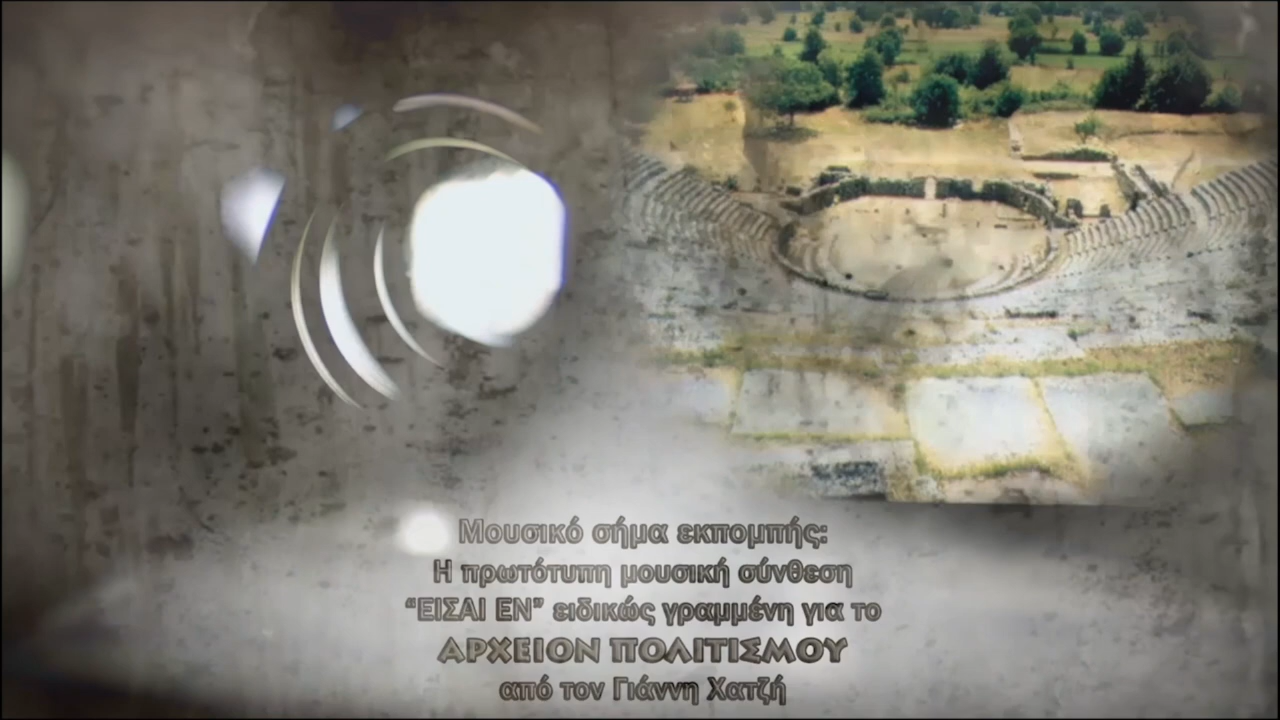 Μουσικό σήμα εκπομπής:
Η πρωτότυπη μουσική σύνθεση
“ΕΙΣΑΙ ΕΝ” ειδικώς γραμμένη για το
ΑΡΧΕΙΟΝ ΠΟΛΙΤΙΣΜΟΥ
από τον Γιάννη Χατζή